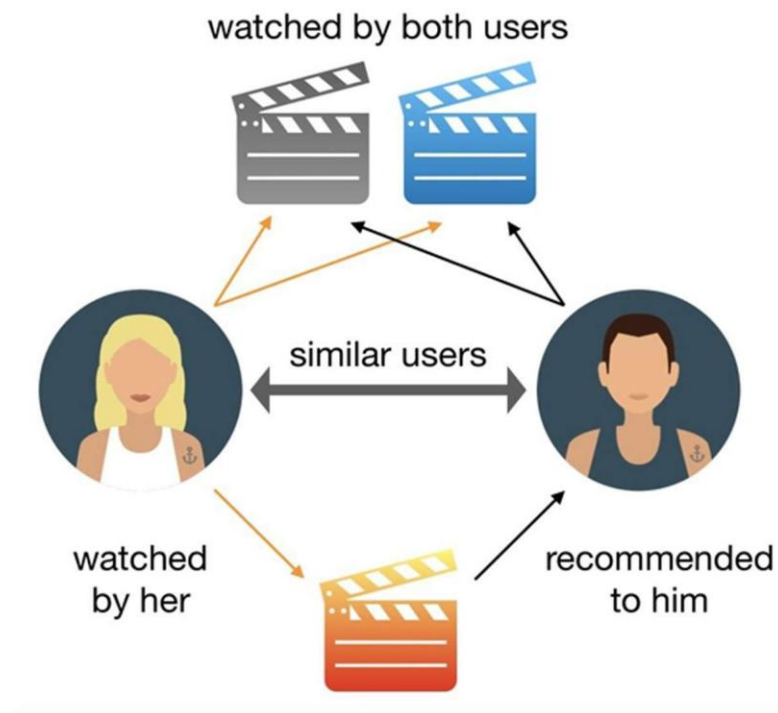 watched by both users
similar users
watched
by her
recommended
to him